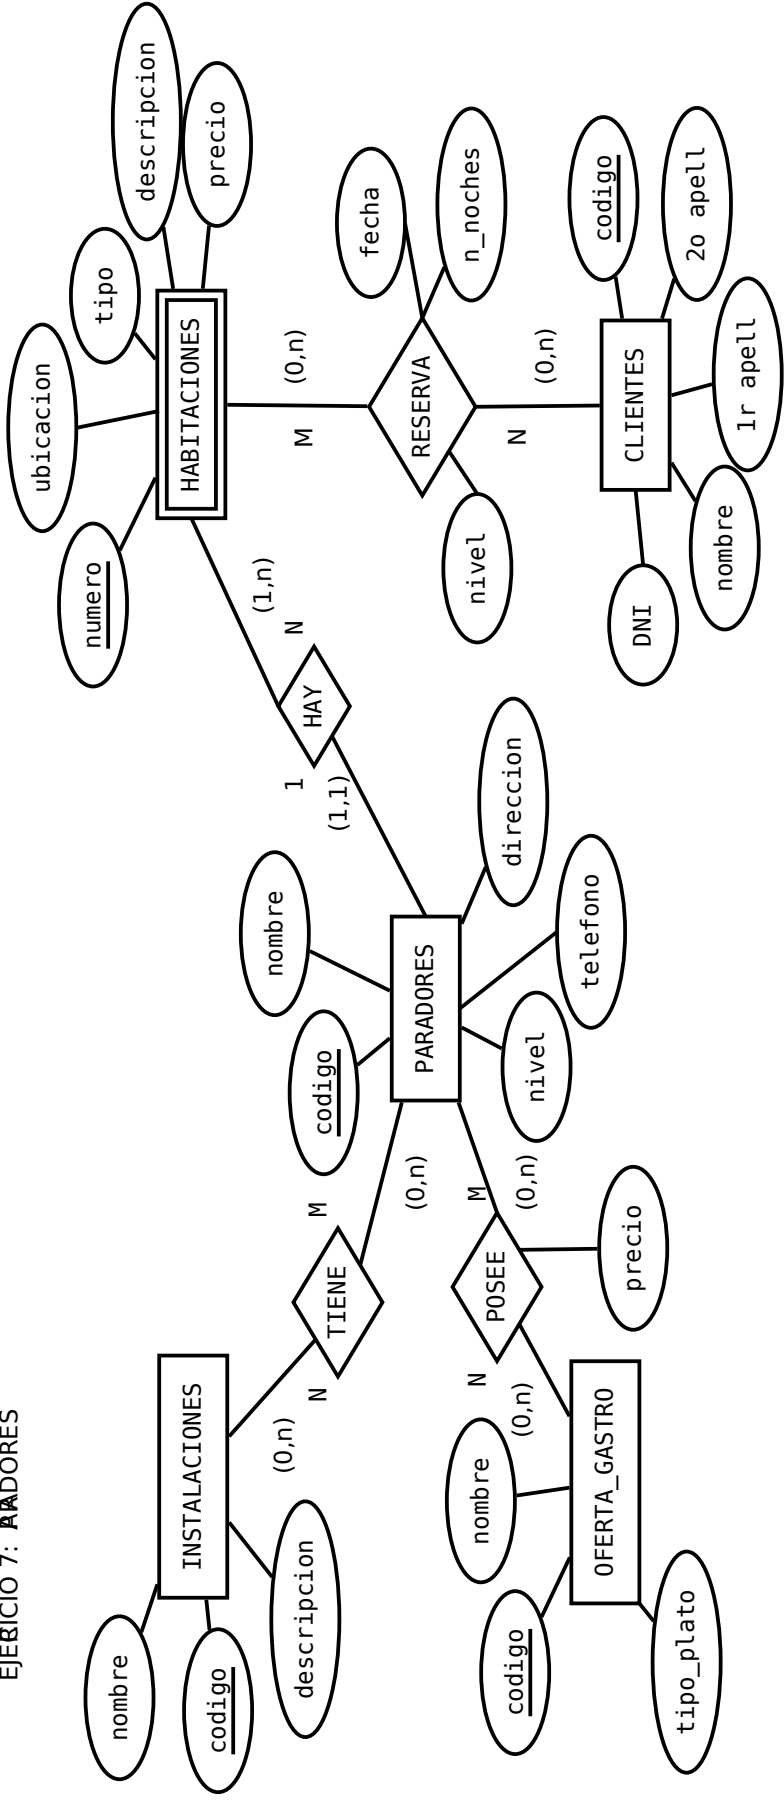 EJERCICIO 7: PARADORES
nombre
codigo
descripcion
INSTALACIONES
(0,n)
N
TIENE
M
(0,n)
codigo
nombre
tipo_plato
OFERTA_GASTRO
(0,n)
N
POSEE
precio
M
(0,n)
PARADORES
codigo
nombre
nivel
telefono
direccion
(1,1)
1
HAY
N
(1,n)
HABITACIONES
numero
ubicacion
tipo
descripcion
precio
(0,n)
M
RESERVA
fecha
n_noches
nivel
(0,n)
N
CLIENTES
DNI
nombre
1r apell
2o apell
codigo